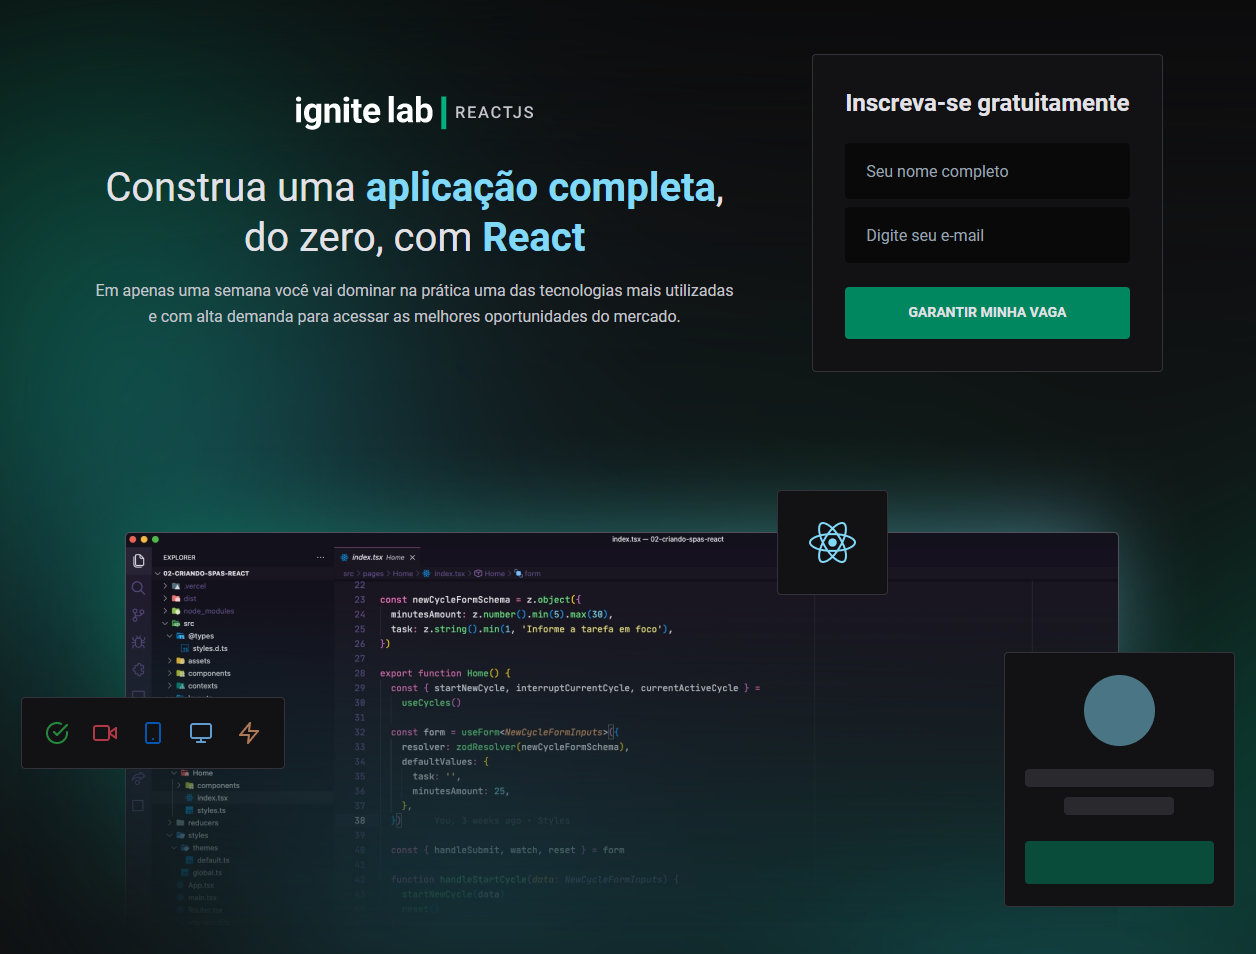 ignite lab | REACTJS
Construa uma aplicação completa,
do zero, com React
Em apenas uma semana você vai dominar na prática uma das tecnologias mais utilizadas
e com alta demanda para acessar as melhores oportunidades do mercado.
Inscreva-se gratuitamente
Seu nome completo
Digite seu e-mail
GARANTIR MINHA VAGA
index.tsx — 02-criando-spas-react
EXPLORER ...
02-CRIANDO-SPAS-REACT
.vercel
dist
node_modules
src
@types
styles.d.ts
assets
components
contexts
Home
components
index.tsx
styles.ts
reducers
styles
themes
default.ts
global.ts
App.tsx
main.tsx
Router.tsx
index.tsx Home ×
src > pages > Home > index.tsx > Home > form
22
23 const newCycleFormSchema = z.object({
24 minutesAmount: z.number().min(5).max(30),
25 task: z.string().min(1, 'Informe a tarefa em foco'),
26 })
27
28 export function Home() {
29 const { startNewCycle, interruptCurrentCycle, currentActiveCycle } =
30 useCycles()
31
32 const form = useForm<NewCycleFormInputs>({
33 resolver: zodResolver(newCycleFormSchema),
34 defaultValues: {
35 task: '',
36 minutesAmount: 25,
37 },
38 }) You, 3 weeks ago • Styles
39
40 const { handleSubmit, watch, reset } = form
41
42 function handleStartCycle(data: NewCycleFormInputs) {
43 startNewCycle(data)
reset()